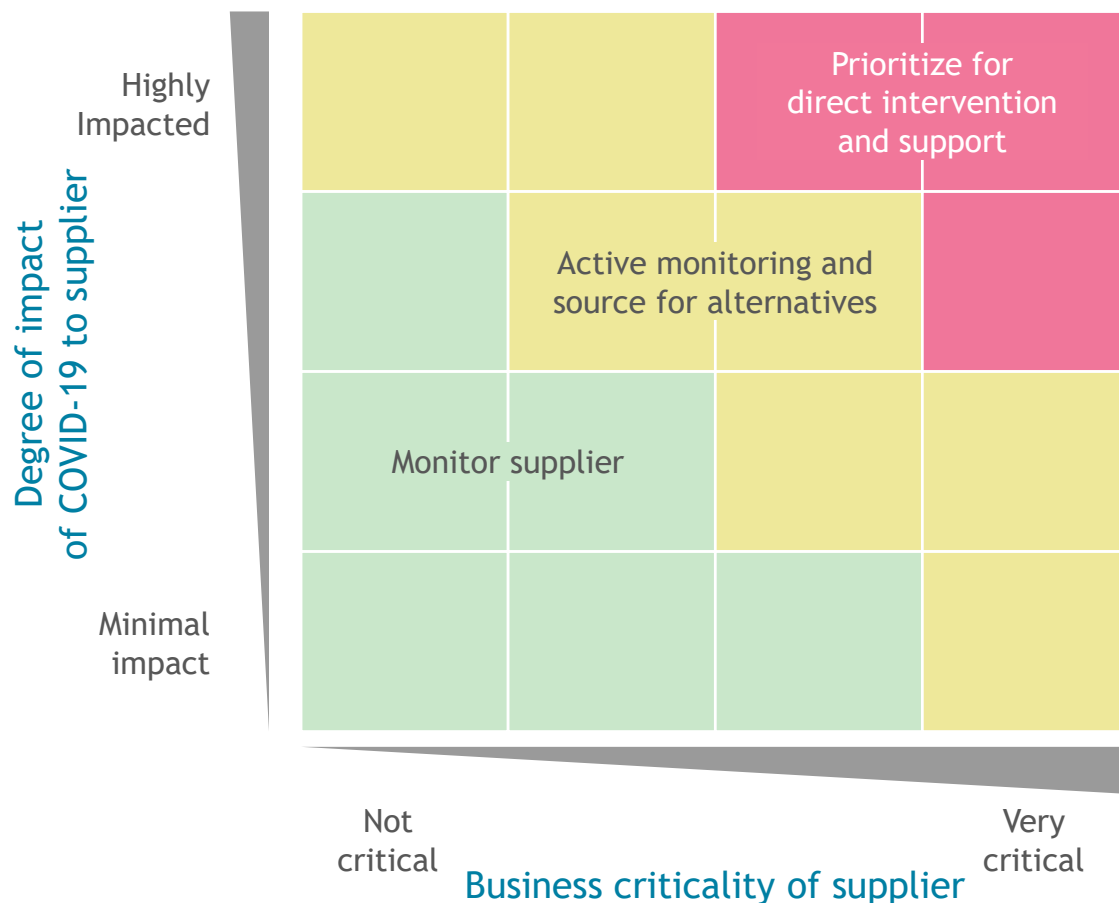 Highly
Impacted
Prioritize for
direct intervention
and support
Degree of impact
of COVID-19 to supplier
Active monitoring and
source for alternatives
Monitor supplier
Minimal
impact
Not
critical
Very
critical
Business criticality of supplier